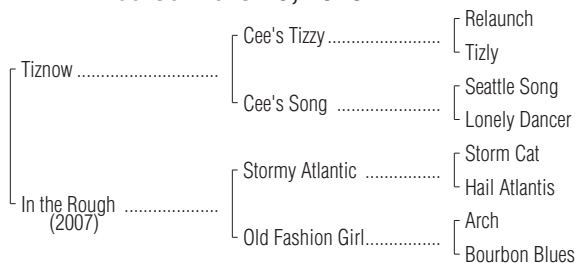 Relaunch
Cee's Tizzy ........................
Tizly
Tiznow ..............................
Seattle Song
Cee's Song ......................
Lonely Dancer
Storm Cat
Stormy Atlantic ................
Hail Atlantis
In the Rough ....................
(2007)
Arch
Old Fashion Girl................
Bourbon Blues